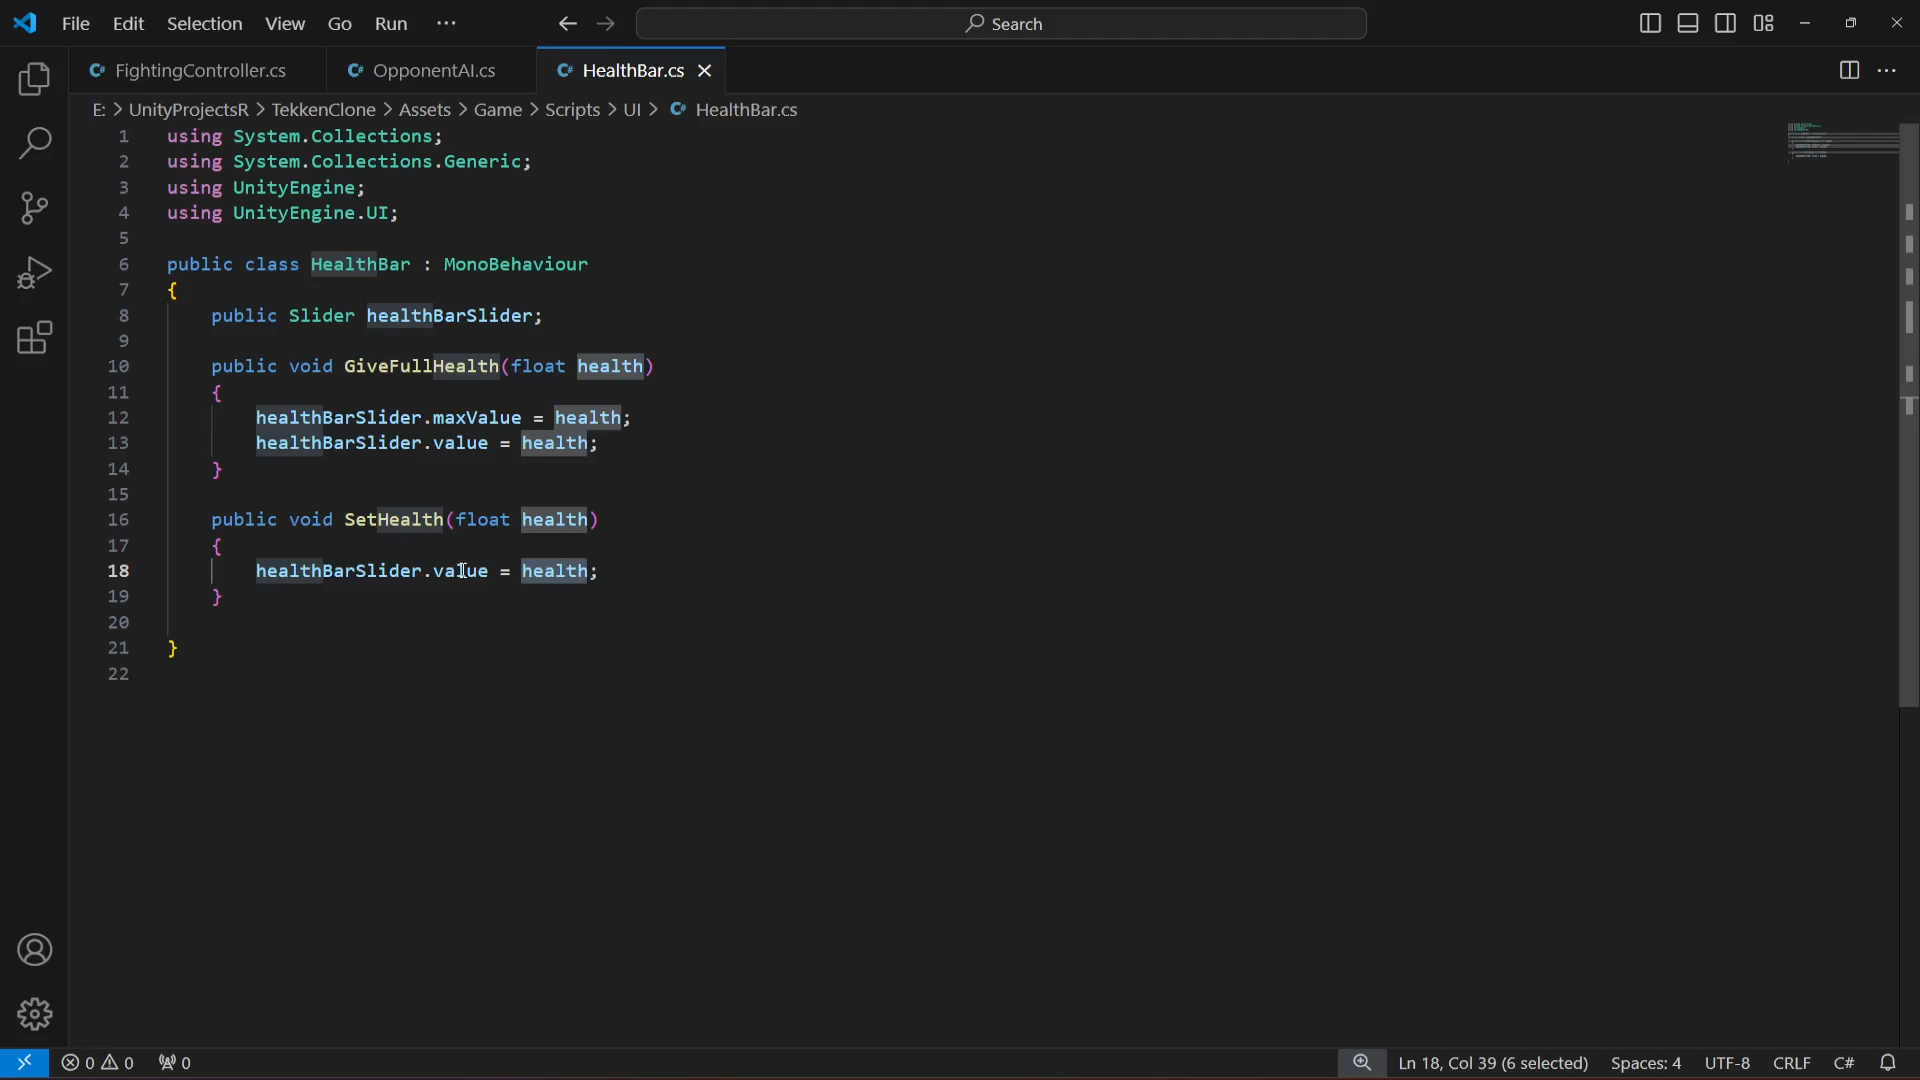 File Edit Selection View Go Run ··· Search
FightingController.cs OpponentAI.cs HealthBar.cs
E: > UnityProjectsR > TekkenClone > Assets > Game > Scripts > UI > HealthBar.cs
1 using System.Collections;
2 using System.Collections.Generic;
3 using UnityEngine;
4 using UnityEngine.UI;
5
6 public class HealthBar : MonoBehaviour
7 {
8 public Slider healthBarSlider;
9
10 public void GiveFullHealth(float health)
11 {
12 healthBarSlider.maxValue = health;
13 healthBarSlider.value = health;
14 }
15
16 public void SetHealth(float health)
17 {
18 healthBarSlider.value = health;
19 }
20
21 }
22
0 0 0 Ln 18, Col 39 (6 selected) Spaces: 4 UTF-8 CRLF C#